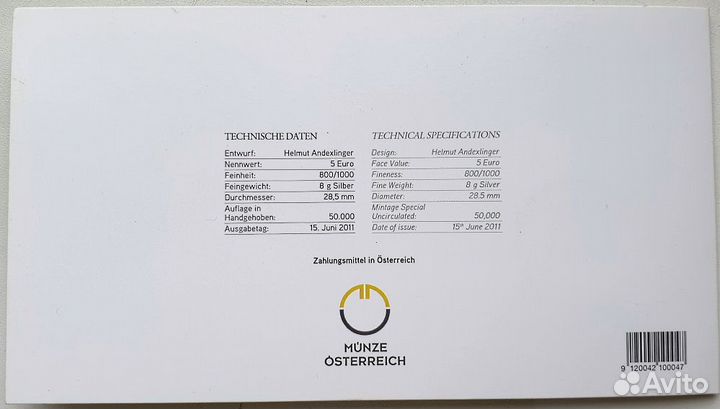 TECHNISCHE DATEN
Entwurf: Helmut Andexlinger
Nennwert: 5 Euro
Feinheit: 800/1000
Feingewicht: 8 g Silber
Durchmesser: 28,5 mm
Auflage in
Handgehoben: 50.000
Ausgabetag: 15. Juni 2011
TECHNICAL SPECIFICATIONS
Design: Helmut Andexlinger
Face Value: 5 Euro
Fineness: 800/1000
Fine Weight: 8 g Silver
Diameter: 28.5 mm
Mintage Special
Uncirculated: 50,000
Date of issue: 15th June 2011
Zahlungsmittel in Österreich
MÜNZE
ÖSTERREICH
9 120042 100047
Avito